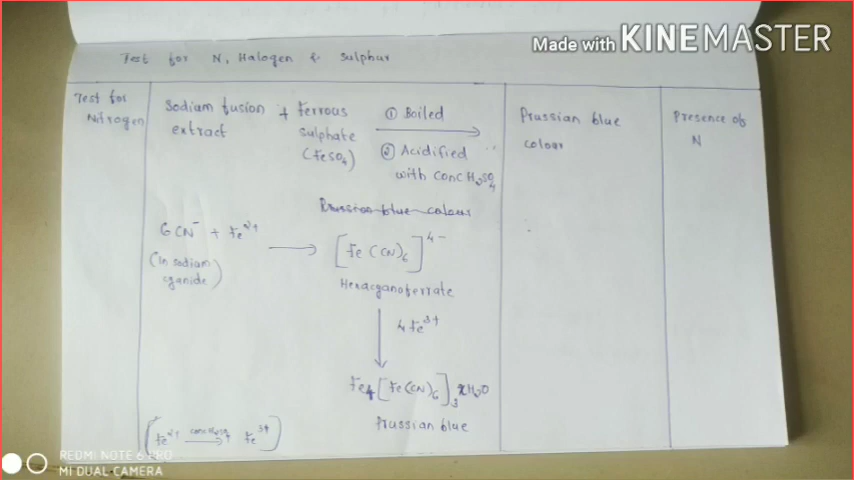 Made with KINEMASTER
Test for N, Halogen & Sulphur
Test for
Nitrogen
Sodium fusion
extract
+ Ferrous
sulphate
(FeSO4)
① Boiled
② Acidified
with conc H2SO4
Prussian blue
colour
Presence of
N
Prussian blue colour
6CN⁻ + Fe²⁺ ⟶ [Fe(CN)6]⁴⁻
(In sodium
cyanide)
Hexacyanoferrate
4Fe³⁺
Fe4[Fe(CN)6]3 xH2O
Prussian blue
[Fe²⁺ conc H2SO4⟶ Fe³⁺]
REDMI NOTE 6 PRO
MI DUAL CAMERA